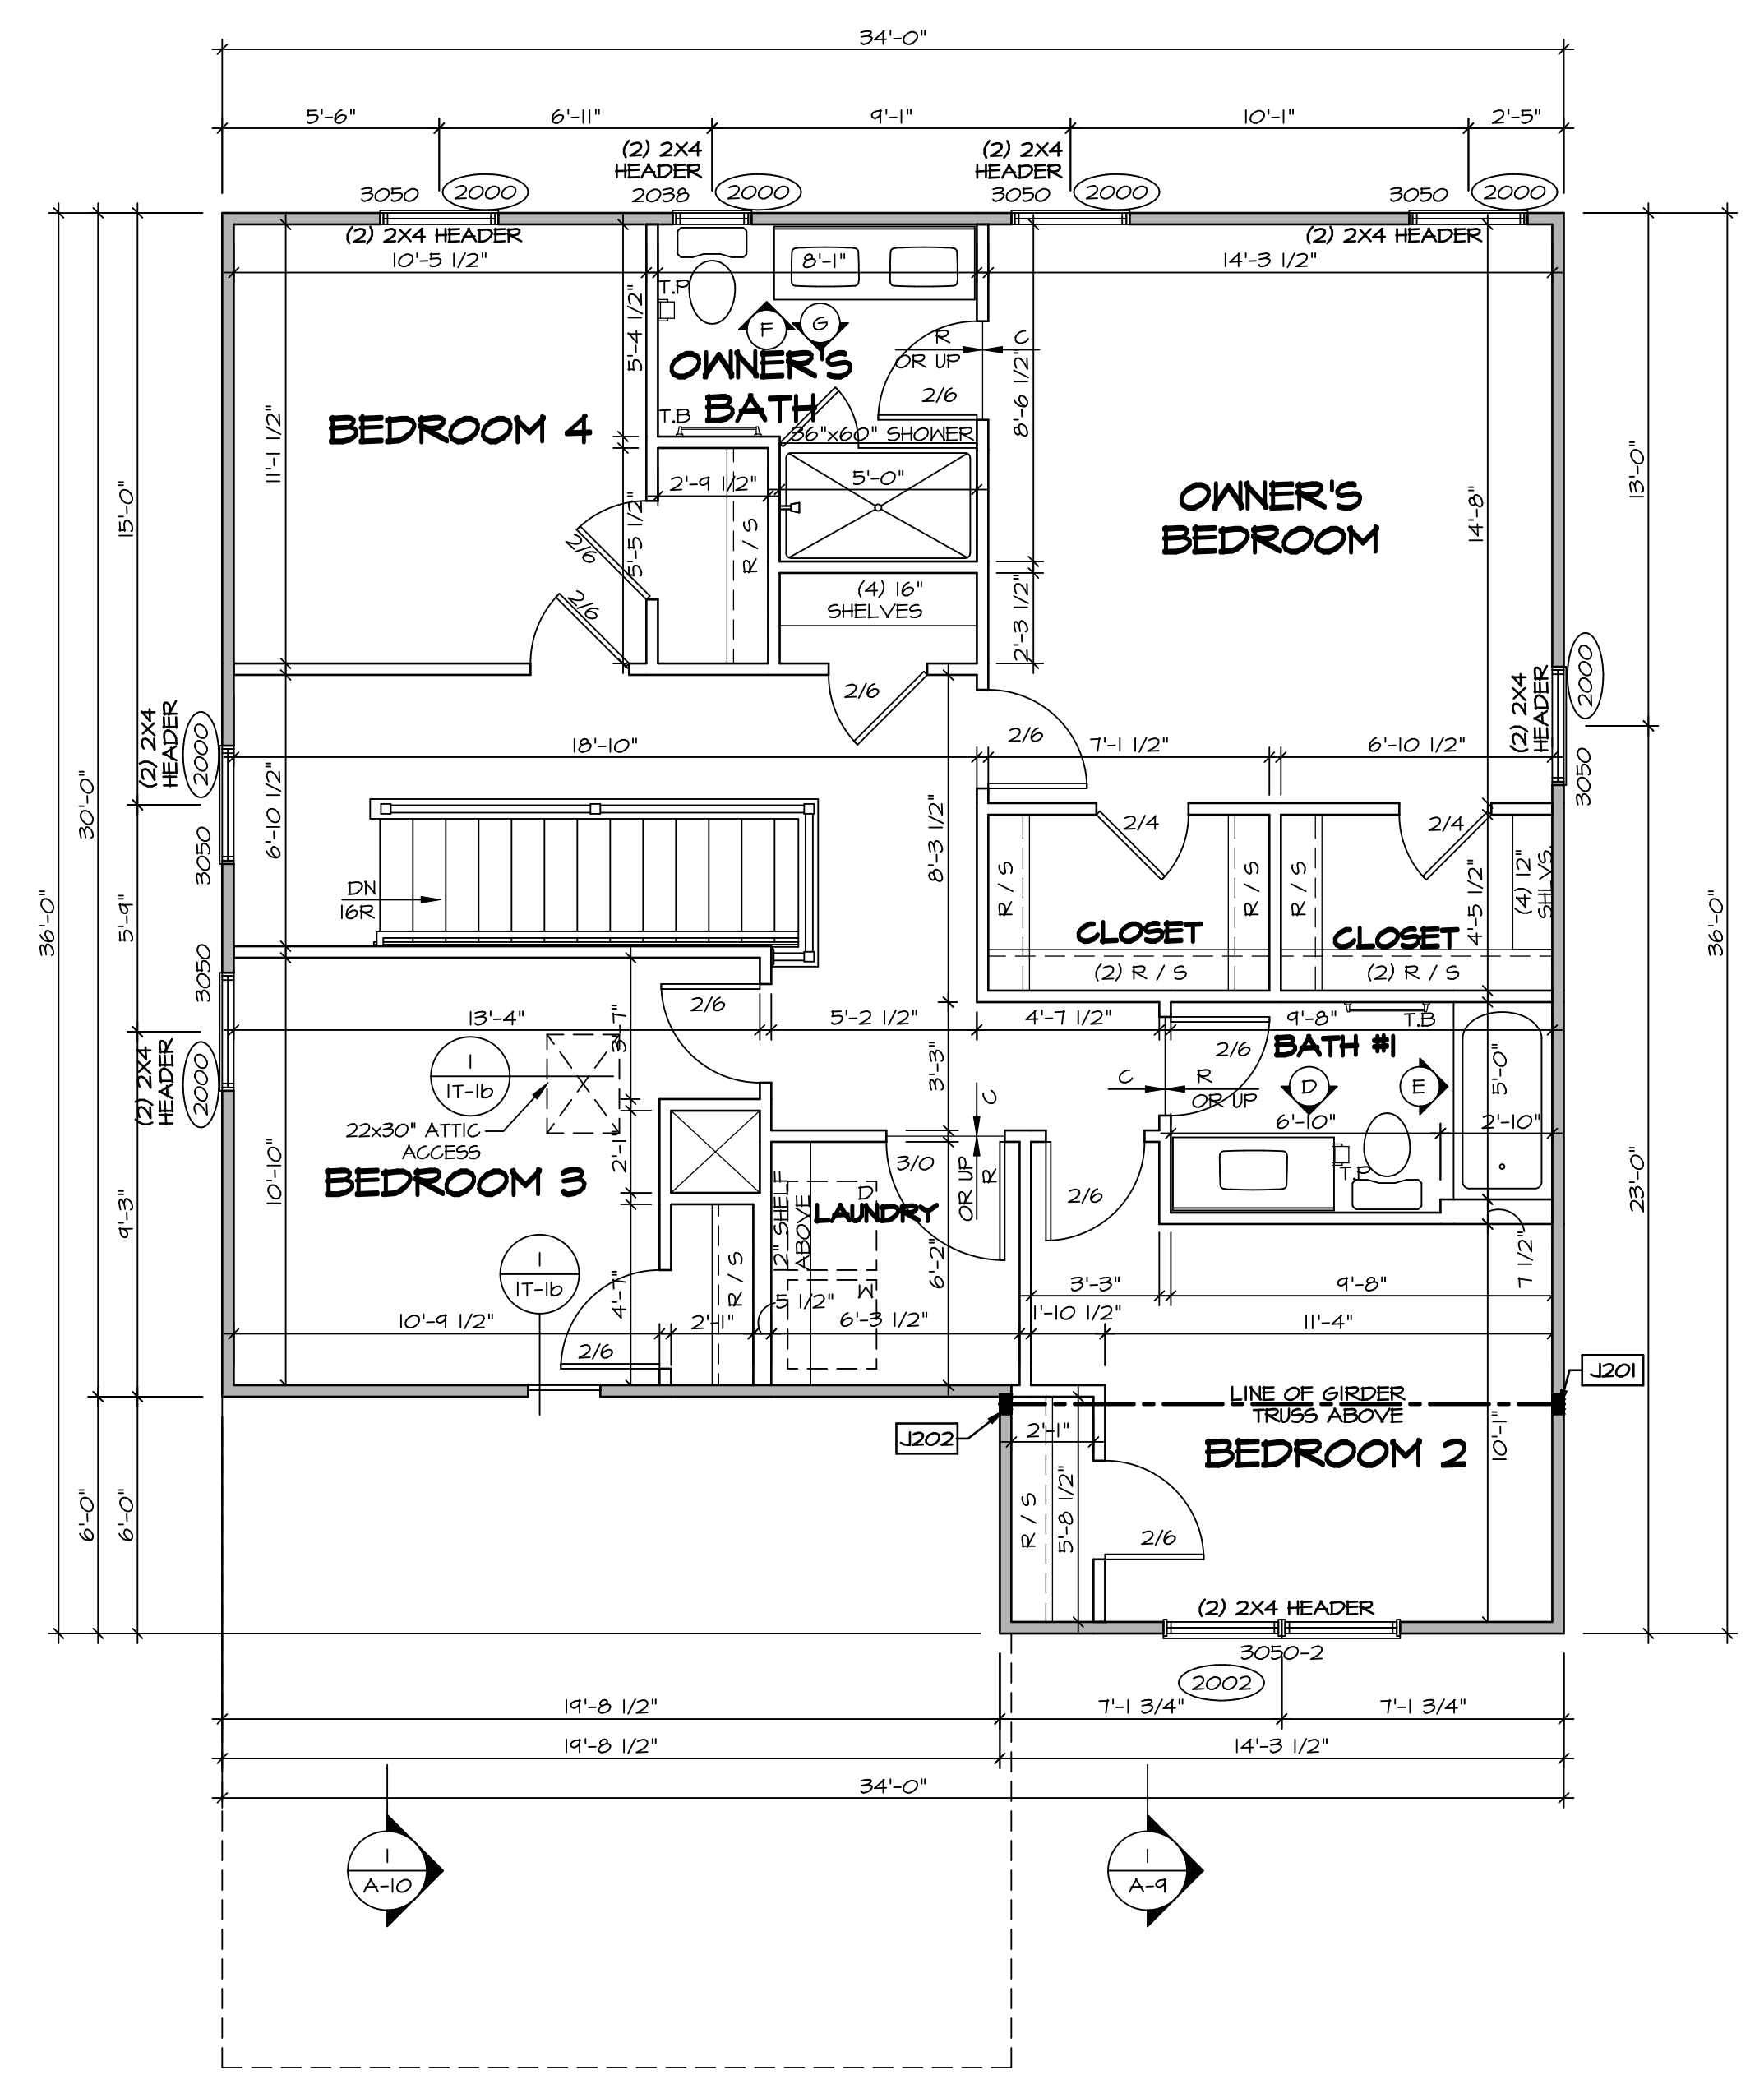 34'-0"
5'-6"
6'-11"
9'-1"
10'-1"
2'-5"
(2) 2X4
HEADER
(2) 2X4
HEADER
3050
2000
2038
2000
3050
2000
3050
2000
(2) 2X4 HEADER
(2) 2X4 HEADER
10'-5 1/2"
8'-1"
14'-3 1/2"
T.P
5'-4 1/2"
F
G
R
OR UP
C
2/6
8'-6 1/2"
OWNER'S
BATH
T.B
36"x60" SHOWER
BEDROOM 4
11'-1 1/2"
15'-0"
13'-0"
2'-9 1/2"
5'-0"
OWNER'S
BEDROOM
14'-8"
5'-5 1/2"
R / S
2/6
2/6
(4) 16"
SHELVES
2'-3 1/2"
2/6
2000
(2) 2X4
HEADER
3050
(2) 2X4
HEADER
2000
3050
18'-10"
2/6
7'-1 1/2"
6'-10 1/2"
30'-0"
6'-10 1/2"
8'-3 1/2"
2/4
2/4
DN
16R
R / S
R / S
R / S
(4) 12"
SHLVS.
4'-5 1/2"
CLOSET
CLOSET
(2) R / S
(2) R / S
36'-0"
5'-9"
36'-0"
3050
(2) 2X4
HEADER
2000
13'-4"
2/6
3'-7"
5'-2 1/2"
4'-7 1/2"
9'-8"
T.B
BATH #1
2/6
C
R
OR UP
D
E
5'-0"
6'-10"
2'-10"
3'-3"
1
1T-1b
22x30" ATTIC
ACCESS
BEDROOM 3
10'-10"
2'-1"
3/0
C
OR UP
R
2/6
T.P
9'-3"
23'-0"
D
LAUNDRY
12" SHELF
ABOVE
W
6'-2"
7 1/2"
1
1T-1b
4'-7"
R / S
5 1/2"
3'-3"
9'-8"
10'-9 1/2"
2'-1"
6'-3 1/2"
1'-10 1/2"
11'-4"
2/6
J201
LINE OF GIRDER
TRUSS ABOVE
J202
2'-1"
BEDROOM 2
10'-1"
6'-0"
6'-0"
R / S
5'-8 1/2"
2/6
(2) 2X4 HEADER
3050-2
2002
19'-8 1/2"
7'-1 3/4"
7'-1 3/4"
19'-8 1/2"
14'-3 1/2"
34'-0"
1
A-10
1
A-9